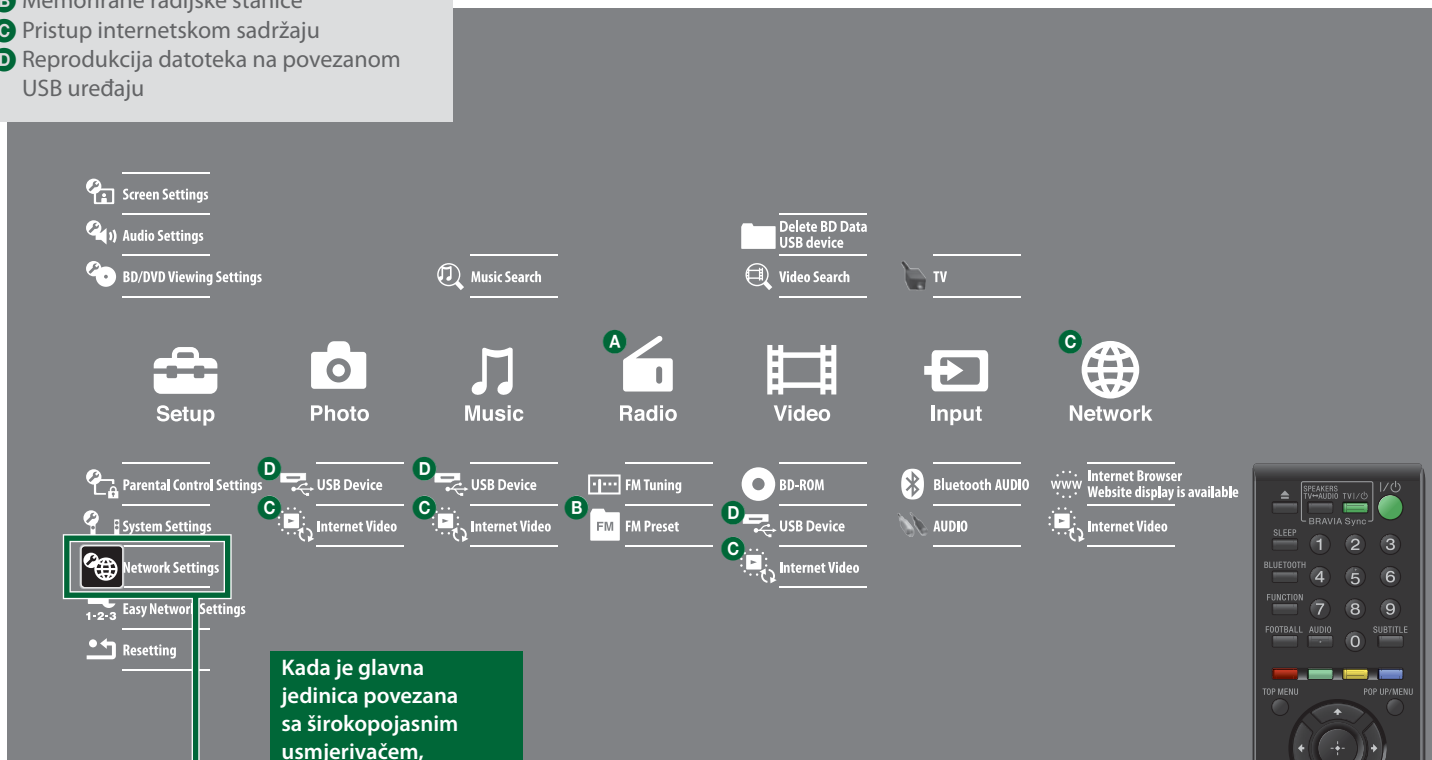 B Memorirane radijske stanice
C Pristup internetskom sadržaju
D Reprodukcija datoteka na povezanom
USB uređaju
Screen Settings
Audio Settings
BD/DVD Viewing Settings
Music Search
Delete BD Data
USB device
Video Search
TV
A
C
Setup
Photo
Music
Radio
Video
Input
Network
Parental Control Settings
System Settings
Network Settings
1-2-3 Easy Network Settings
Resetting
D USB Device
C Internet Video
D USB Device
C Internet Video
FM Tuning
B FM FM Preset
BD-ROM
D USB Device
C Internet Video
Bluetooth AUDIO
AUDIO
www Internet Browser
Website display is available
Internet Video
Kada je glavna
jedinica povezana
sa širokopojasnim
usmjerivačem,
SPEAKERS
TV↔AUDIO TV I/⏻ I/⏻
BRAVIA Sync
SLEEP
1 2 3
BLUETOOTH
4 5 6
FUNCTION
7 8 9
FOOTBALL AUDIO 0 SUBTITLE
TOP MENU POP UP/MENU